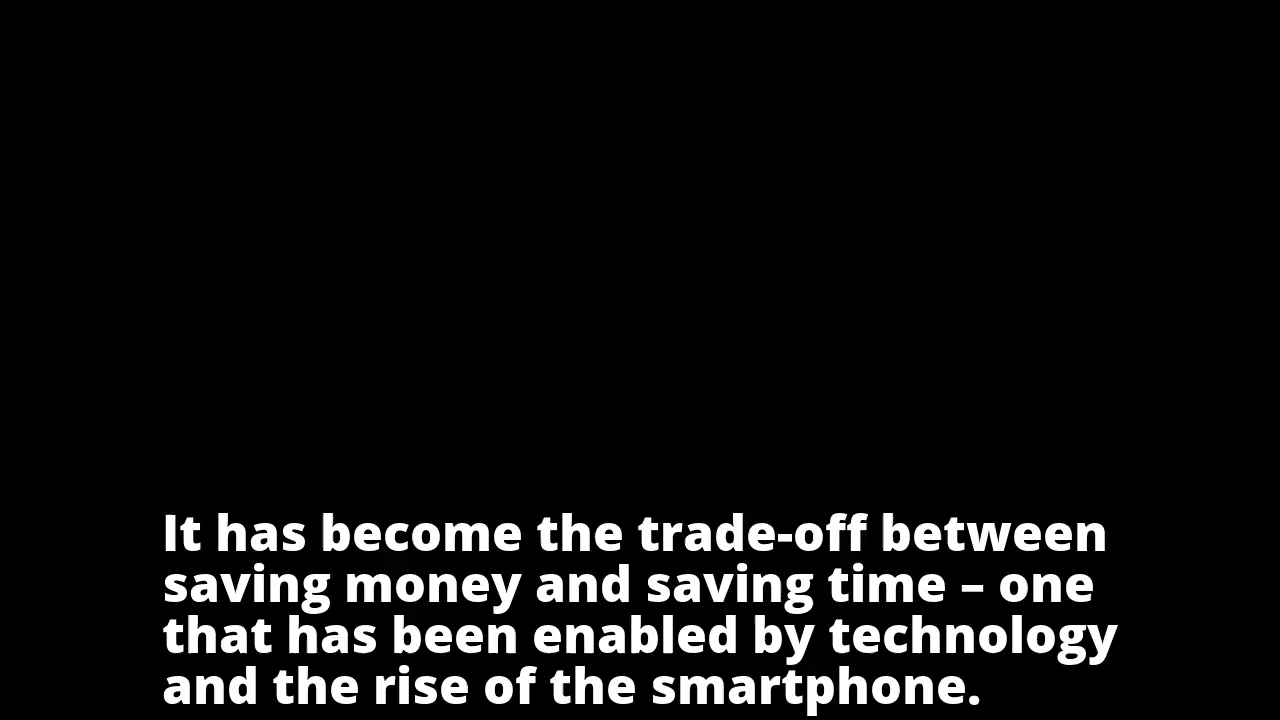 It has become the trade-off between
saving money and saving time – one
that has been enabled by technology
and the rise of the smartphone.